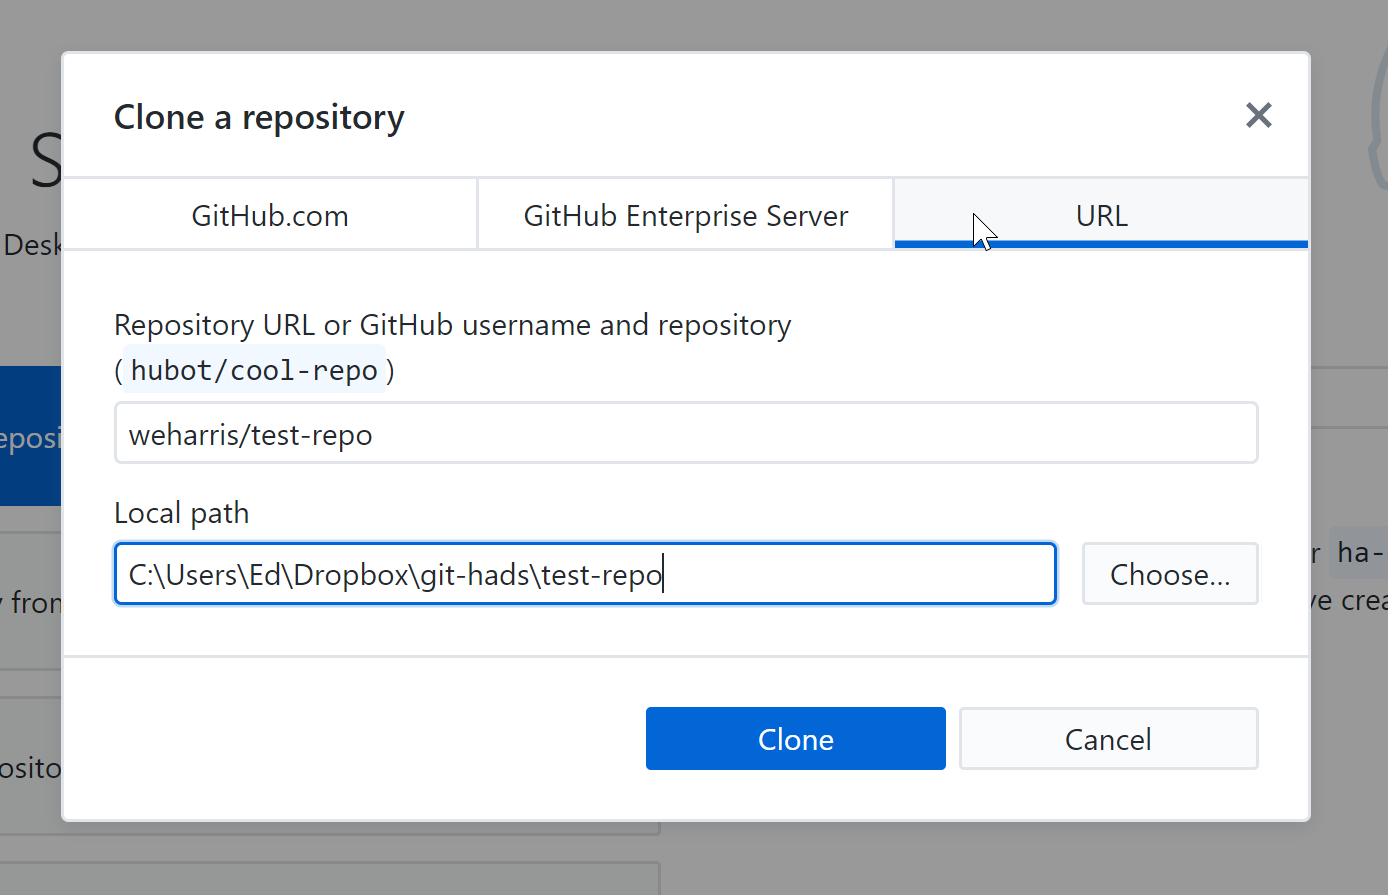 Clone a repository
S
Desk
GitHub.com
GitHub Enterprise Server
URL
Repository URL or GitHub username and repository
(hubot/cool-repo)
weharris/test-repo
Local path
C:\Users\Ed\Dropbox\git-hads\test-repo
Choose...
Clone
Cancel
eposi
y from
osito
r ha-
ve crea